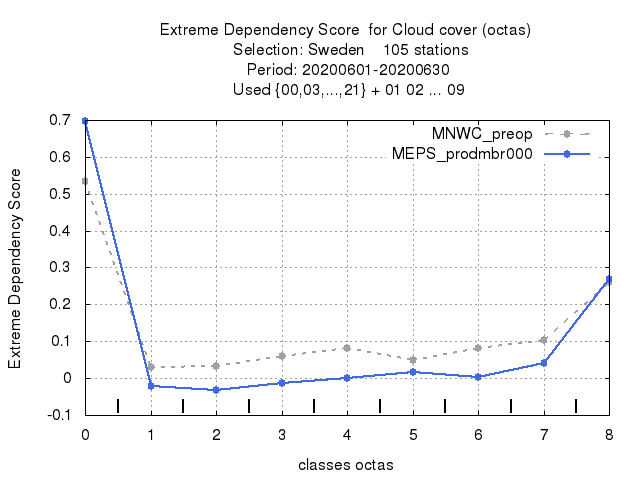 Extreme Dependency Score  for Cloud cover (octas)
Selection: Sweden    105 stations
Period: 20200601-20200630
Used {00,03,...,21} + 01 02 ... 09
MNWC_preop
MEPS_prodmbr000
Extreme Dependency Score
0.7
0.6
0.5
0.4
0.3
0.2
0.1
0
-0.1
0 1 2 3 4 5 6 7 8
classes octas